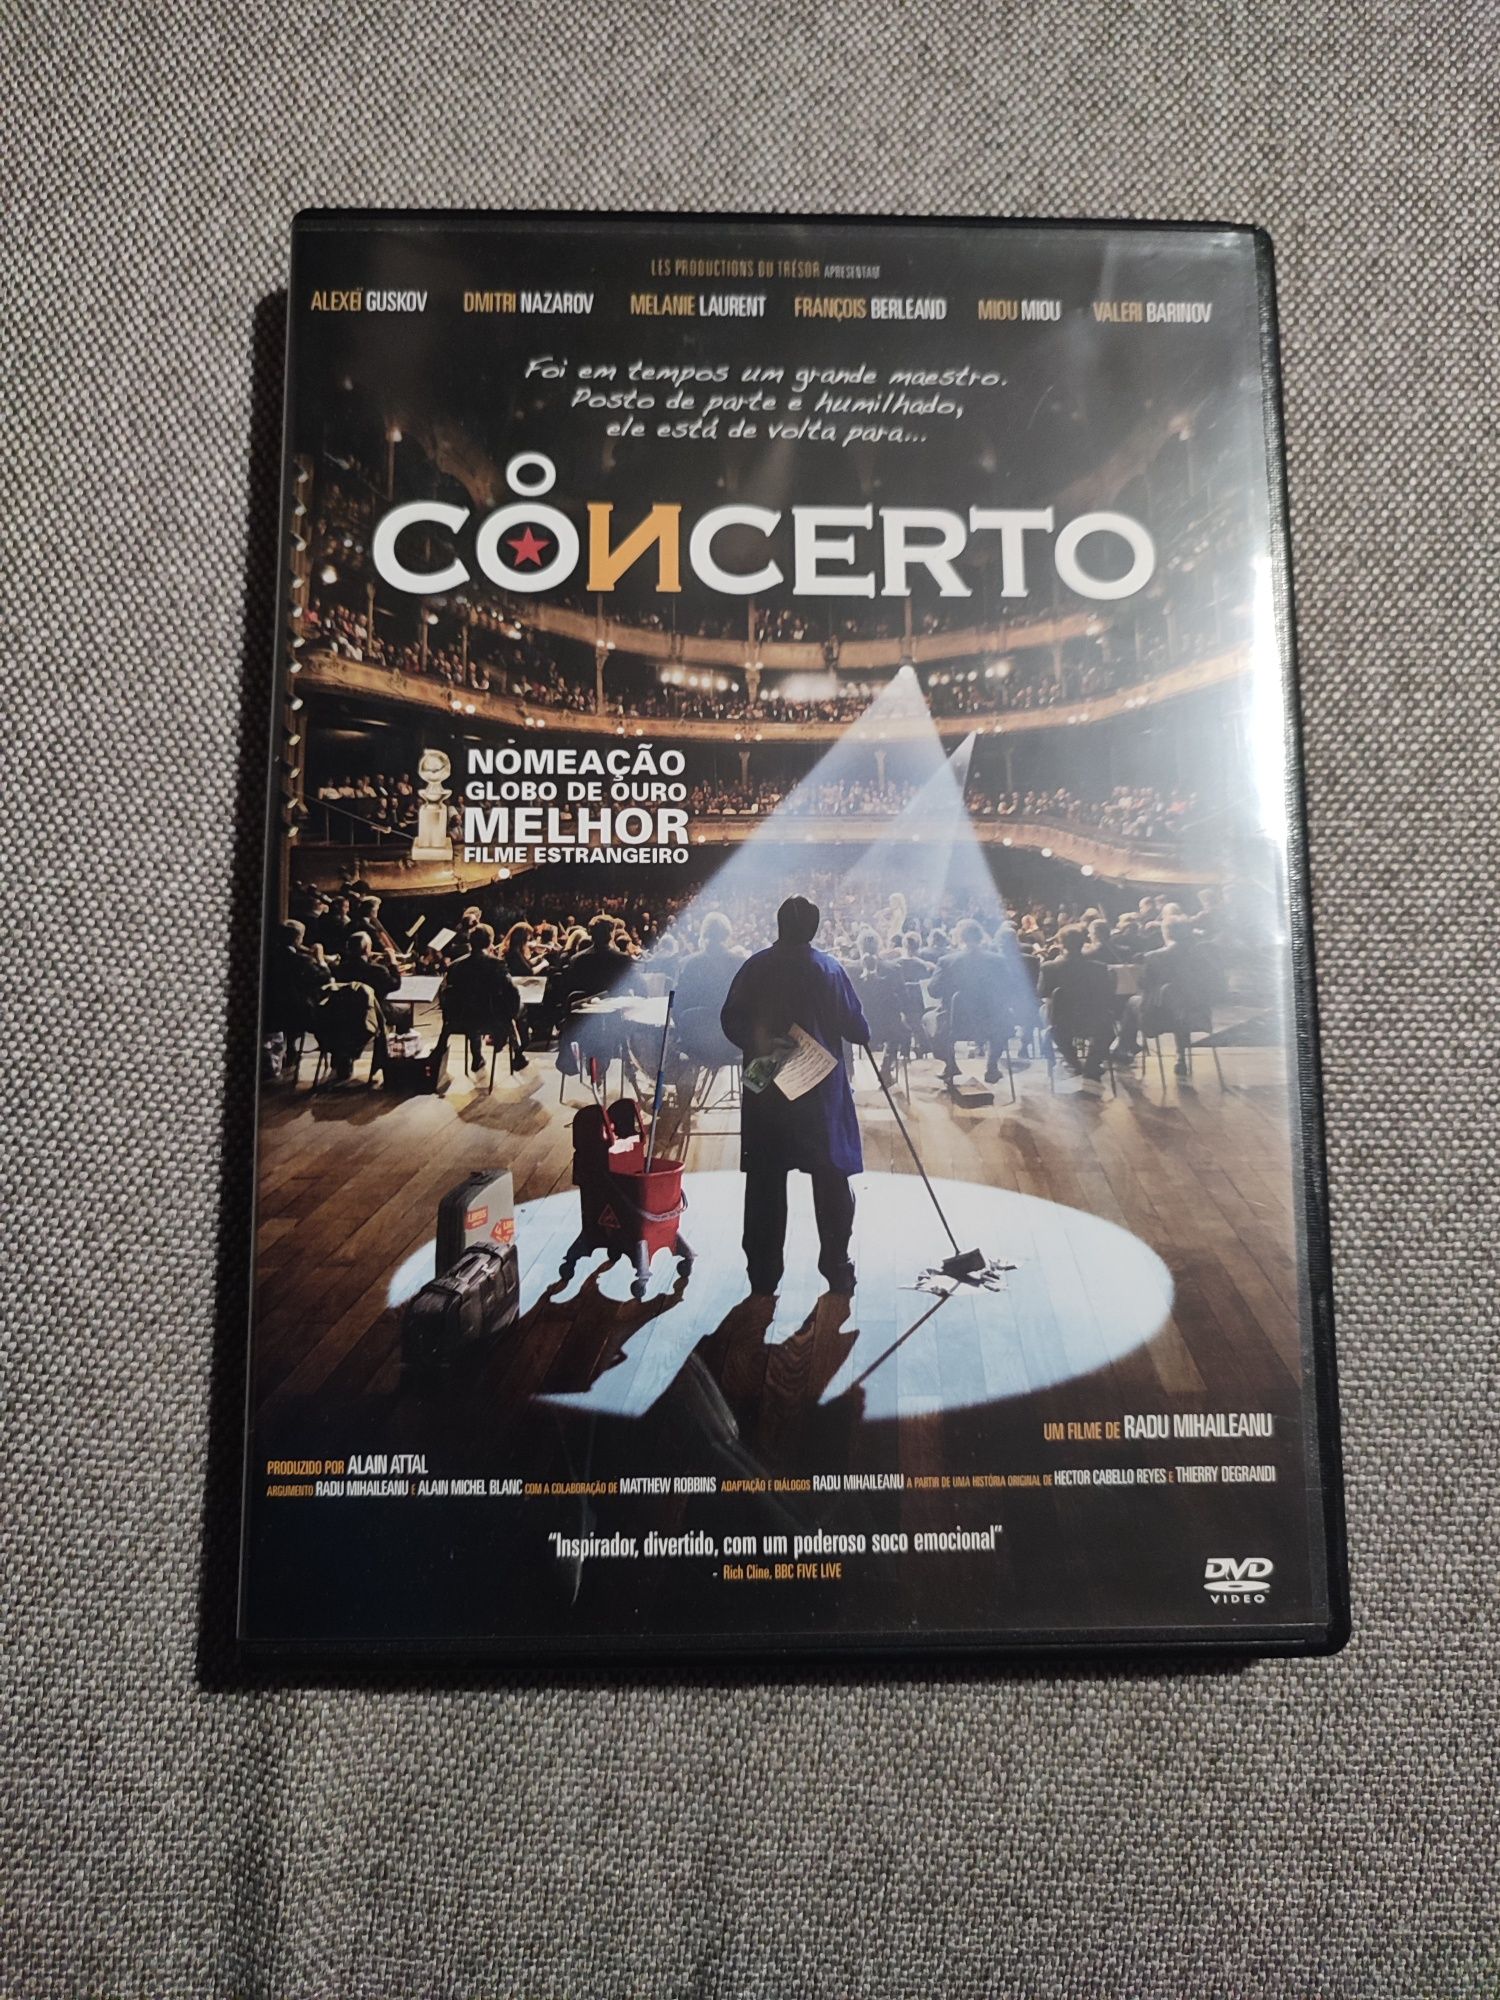 LES PRODUCTIONS DU TRÉSOR APRESENTAM
ALEXEÏ GUSKOV DMITRI NAZAROV MELANIE LAURENT FRANÇOIS BERLEAND MIOU MIOU VALERI BARINOV
Foi em tempos um grande maestro.
Posto de parte e humilhado,
ele está de volta para...
O
CONCERTO
NOMEAÇÃO
GLOBO DE OURO
MELHOR
FILME ESTRANGEIRO
UM FILME DE RADU MIHAILEANU
PRODUZIDO POR ALAIN ATTAL
ARGUMENTO RADU MIHAILEANU E ALAIN MICHEL BLANC COM A COLABORAÇÃO DE MATTHEW ROBBINS ADAPTAÇÃO E DIÁLOGOS RADU MIHAILEANU A PARTIR DE UMA HISTÓRIA ORIGINAL DE HECTOR CABELLO REYES E THIERRY DEGRANDI
“Inspirador, divertido, com um poderoso soco emocional”
- Rich Cline, BBC FIVE LIVE
DVD
VIDEO